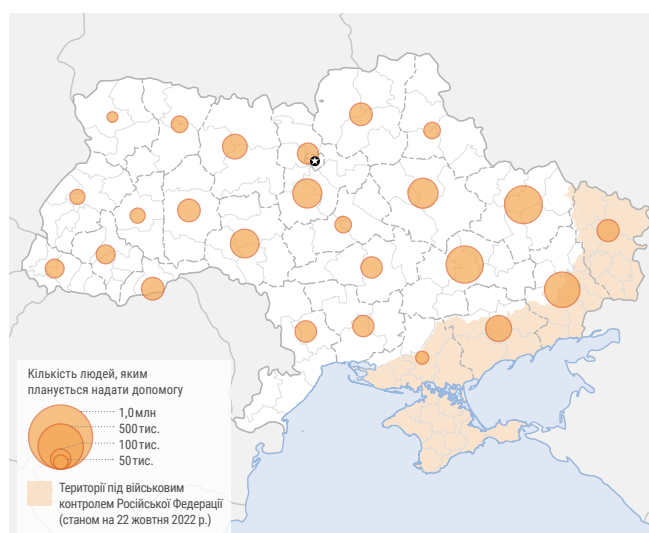 Кількість людей, яким
планується надати допомогу
1,0 млн
500 тис.
100 тис.
50 тис.
Території під військовим
контролем Російської Федерації
(станом на 22 жовтня 2022 р.)